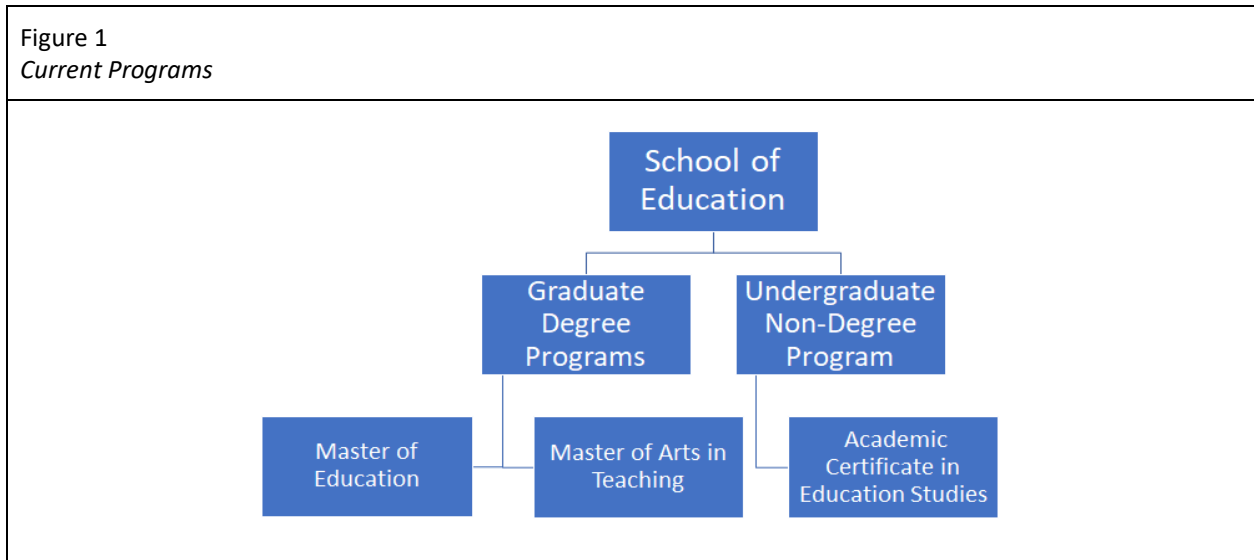 Figure 1
Current Programs
School of
Education
Graduate
Degree
Programs
Undergraduate
Non-Degree
Program
Master of
Education
Master of Arts in
Teaching
Academic
Certificate in
Education Studies